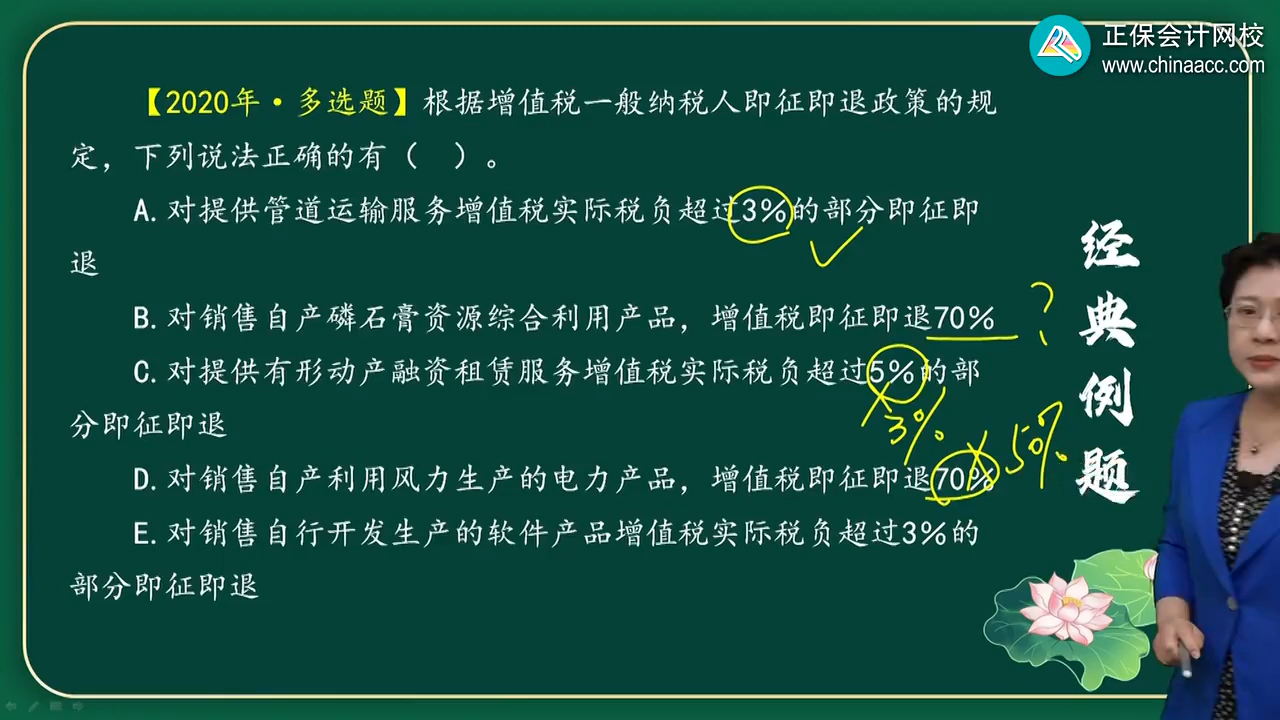 正保会计网校
www.chinaacc.com
【2020年·多选题】根据增值税一般纳税人即征即退政策的规
定，下列说法正确的有（ ）。
A.对提供管道运输服务增值税实际税负超过3%的部分即征即
退
B.对销售自产磷石膏资源综合利用产品，增值税即征即退70% ?
C.对提供有形动产融资租赁服务增值税实际税负超过5%的部
3%
分即征即退
D.对销售自产利用风力生产的电力产品，增值税即征即退70% 50%
E.对销售自行开发生产的软件产品增值税实际税负超过3%的
部分即征即退
经典例题